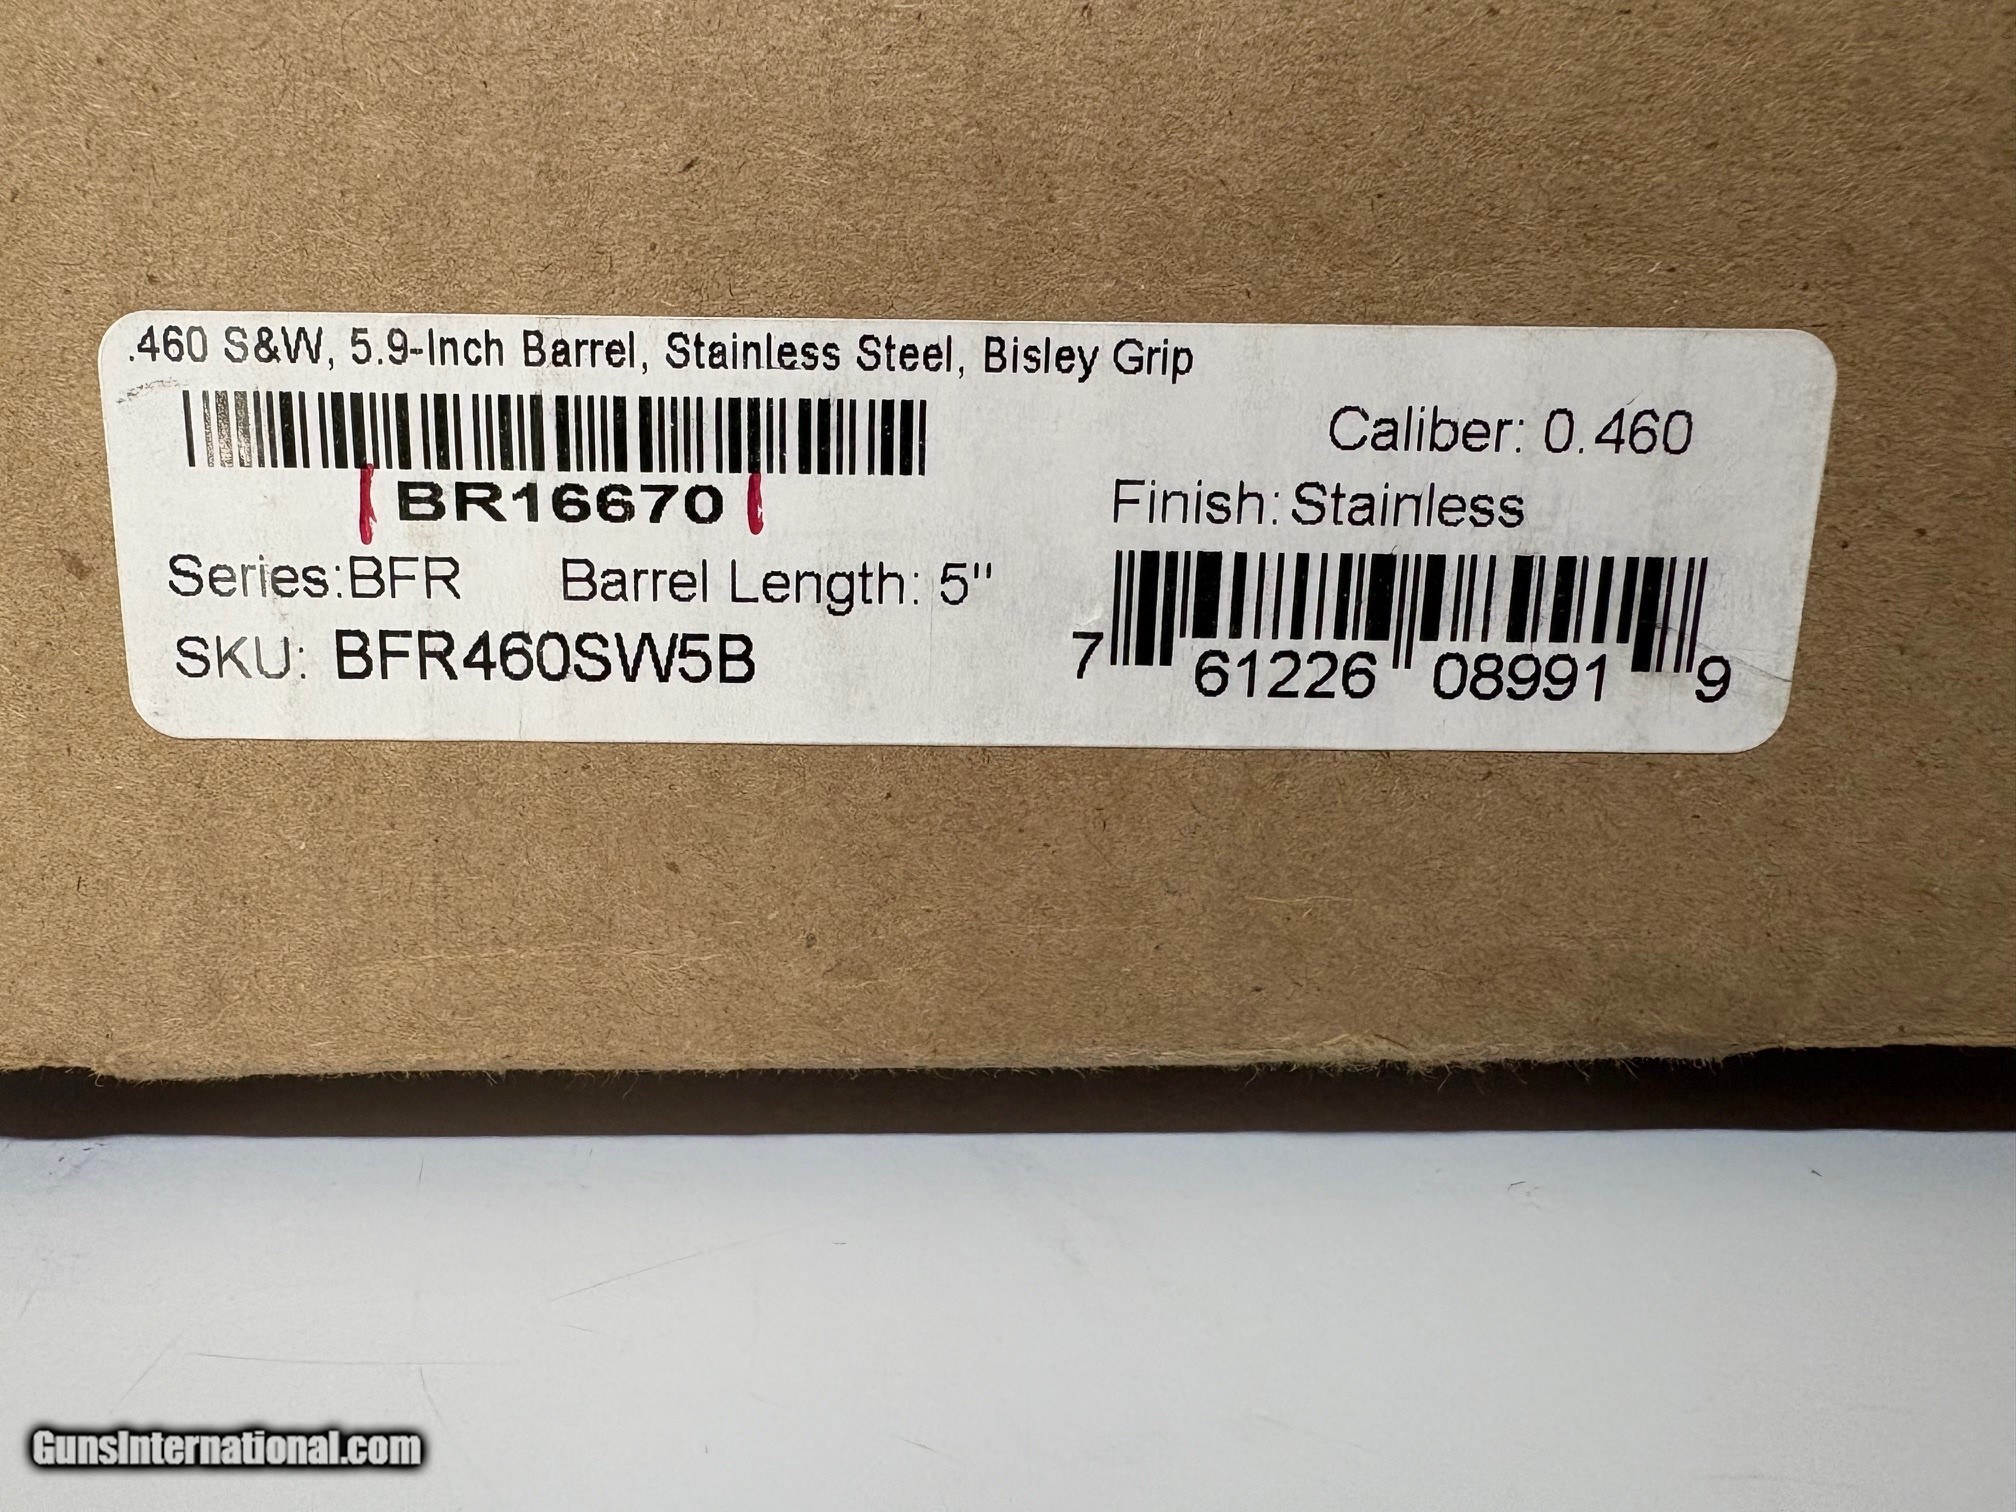 .460 S&W, 5.9-Inch Barrel, Stainless Steel, Bisley Grip
Caliber: 0.460
BR16670
Finish: Stainless
Series:BFR Barrel Length: 5"
SKU: BFR460SW5B
7 61226 08991 9
GunsInternational.com